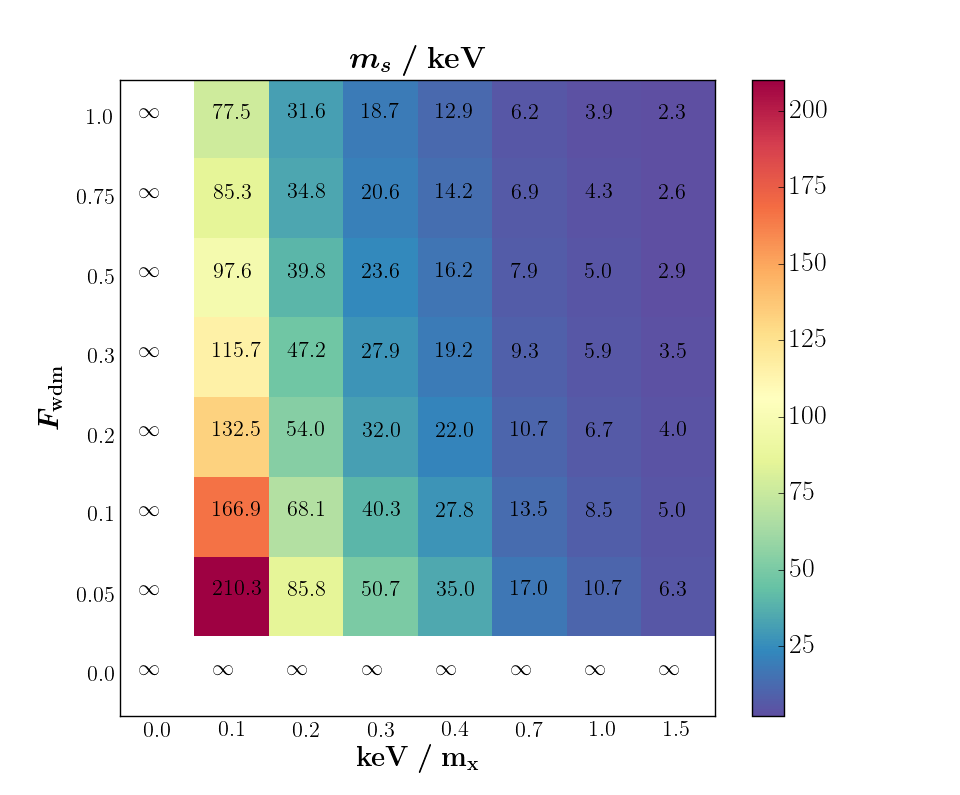 m_s / keV
1.0 ∞ 77.5 31.6 18.7 12.9 6.2 3.9 2.3
0.75 ∞ 85.3 34.8 20.6 14.2 6.9 4.3 2.6
0.5 ∞ 97.6 39.8 23.6 16.2 7.9 5.0 2.9
0.3 ∞ 115.7 47.2 27.9 19.2 9.3 5.9 3.5
0.2 ∞ 132.5 54.0 32.0 22.0 10.7 6.7 4.0
0.1 ∞ 166.9 68.1 40.3 27.8 13.5 8.5 5.0
0.05 ∞ 210.3 85.8 50.7 35.0 17.0 10.7 6.3
0.0 ∞ ∞ ∞ ∞ ∞ ∞ ∞ ∞
0.0 0.1 0.2 0.3 0.4 0.7 1.0 1.5
keV / m_x
F_wdm
200
175
150
125
100
75
50
25